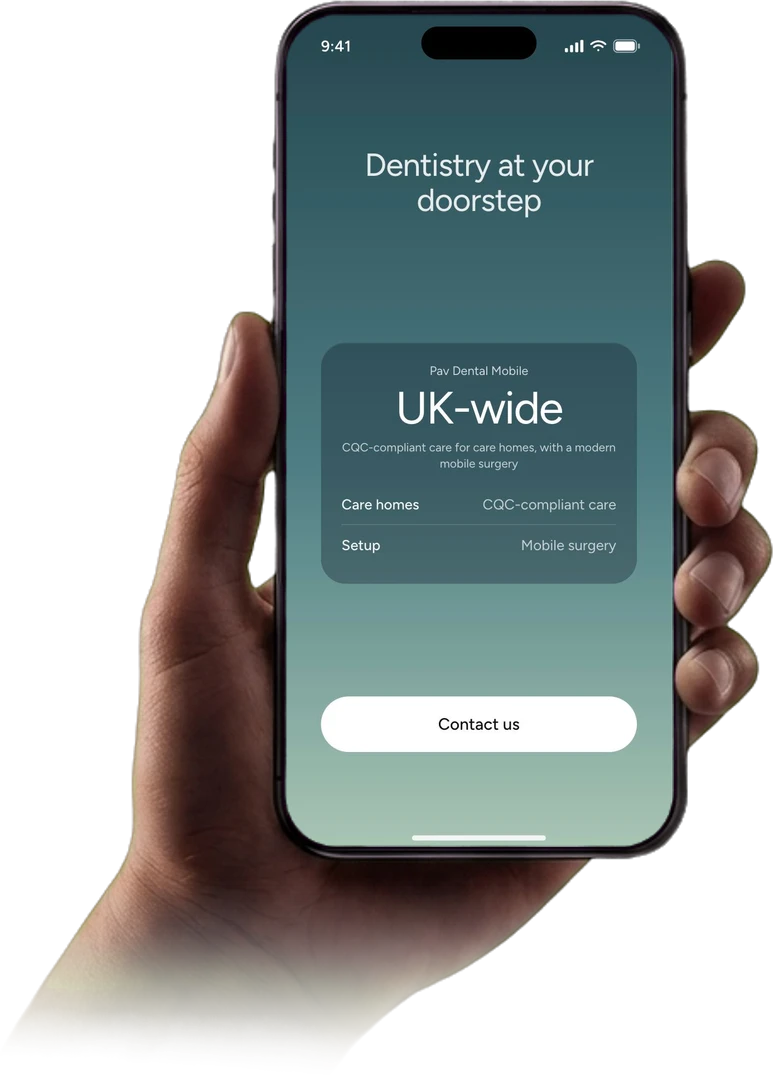 9:41
Dentistry at your
doorstep
Pav Dental Mobile
UK-wide
CQC-compliant care for care homes, with a modern
mobile surgery
Care homes CQC-compliant care
Setup Mobile surgery
Contact us